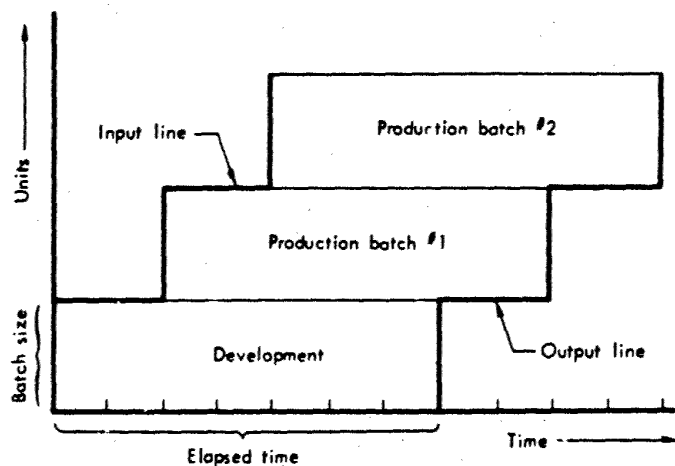 Units
Input line
Production batch #2
Production batch #1
Batch size
Development
Output line
Elapsed time
Time